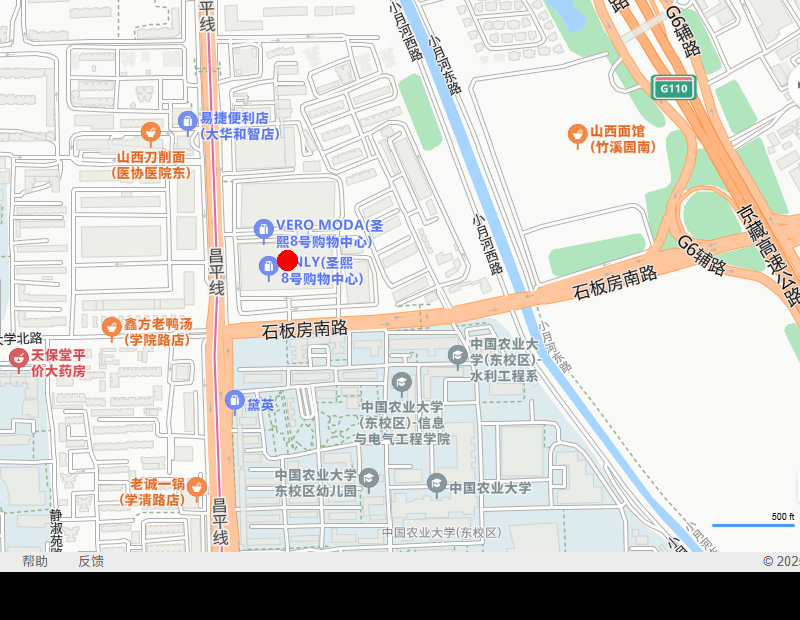 平
线
小月河西路
小月河东路
路
G6辅路
G110
易捷便利店
(大华和智店)
山西刀削面
(医协医院东)
山西面馆
(竹溪园南)
VERO MODA(圣
熙8号购物中心)
NLY(圣熙
8号购物中心)
昌平线
小月河西路
京藏高速公路
G6辅路
石板房南路
石板房南路
鑫方老鸭汤
(学院路店)
学北路
天保堂平
价大药房
小月河东路
中国农业大
学(东校区)-
水利工程系
黛英
中国农业大学
(东校区)-信息
与电气工程学院
中国农业大学
东校区幼儿园
中国农业大学
老诚一锅
(学清路店)
昌平线
静淑苑路
中国农业大学(东校区)
500 ft
帮助
反馈
© 202